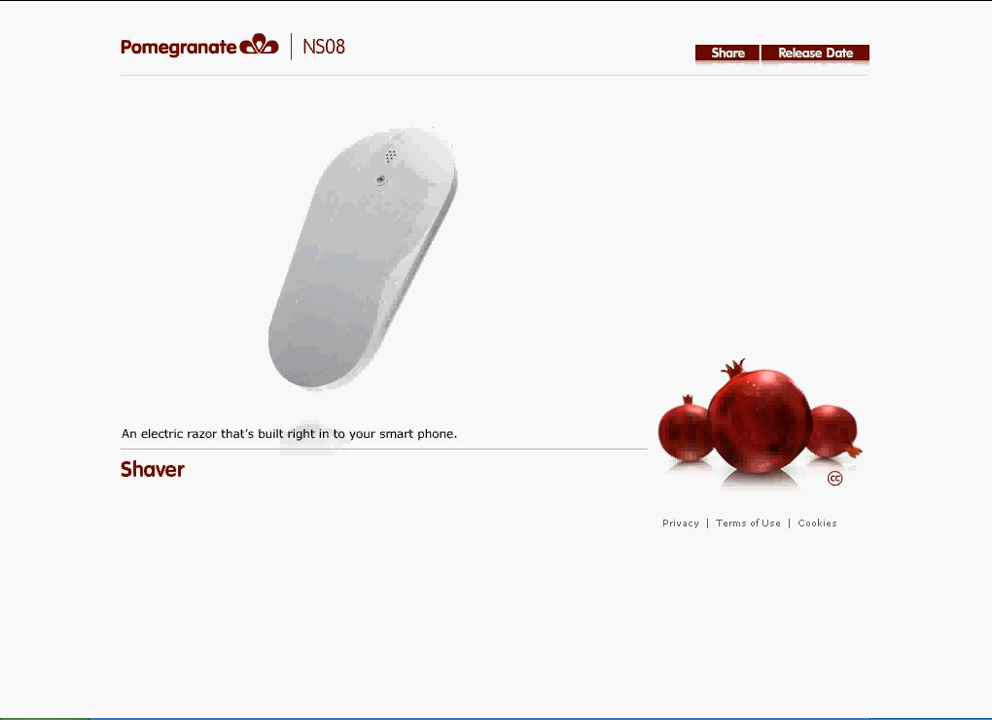 Pomegranate | NS08
Share
Release Date
An electric razor that's built right in to your smart phone.
Shaver
cc
Privacy | Terms of Use | Cookies